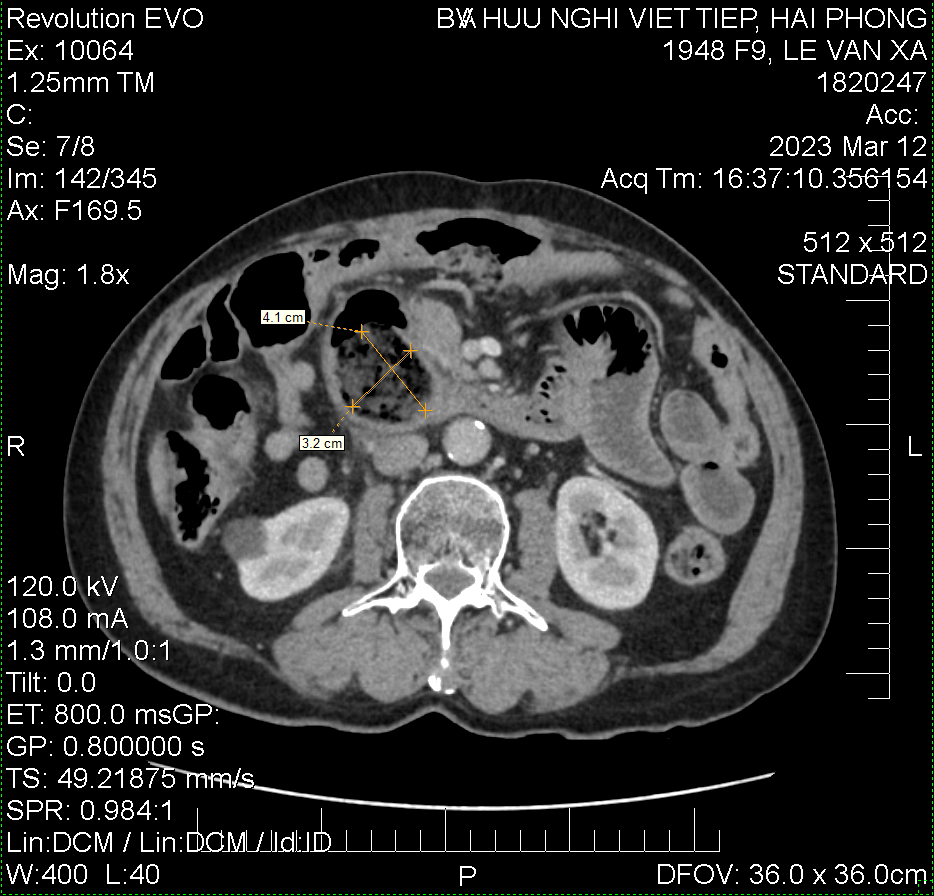 Revolution EVO
Ex: 10064
1.25mm TM
C:
Se: 7/8
Im: 142/345
Ax: F169.5
Mag: 1.8x
HUU NGHI VIET TIEP, HAI PHONG
1948 F9, LE VAN XA
1820247
Acc:
2023 Mar 12
Acq Tm: 16:37:10.356154
512 x 512
STANDARD
4.1 cm
3.2 cm
R
L
120.0 kV
108.0 mA
1.3 mm/1.0:1
Tilt: 0.0
ET: 800.0 msGP:
GP: 0.800000 s
TS: 49.21875 mm/s
SPR: 0.984:1
Lin:DCM / Lin:DCM / Id:ID
W:400 L:40
P
DFOV: 36.0 x 36.0cm